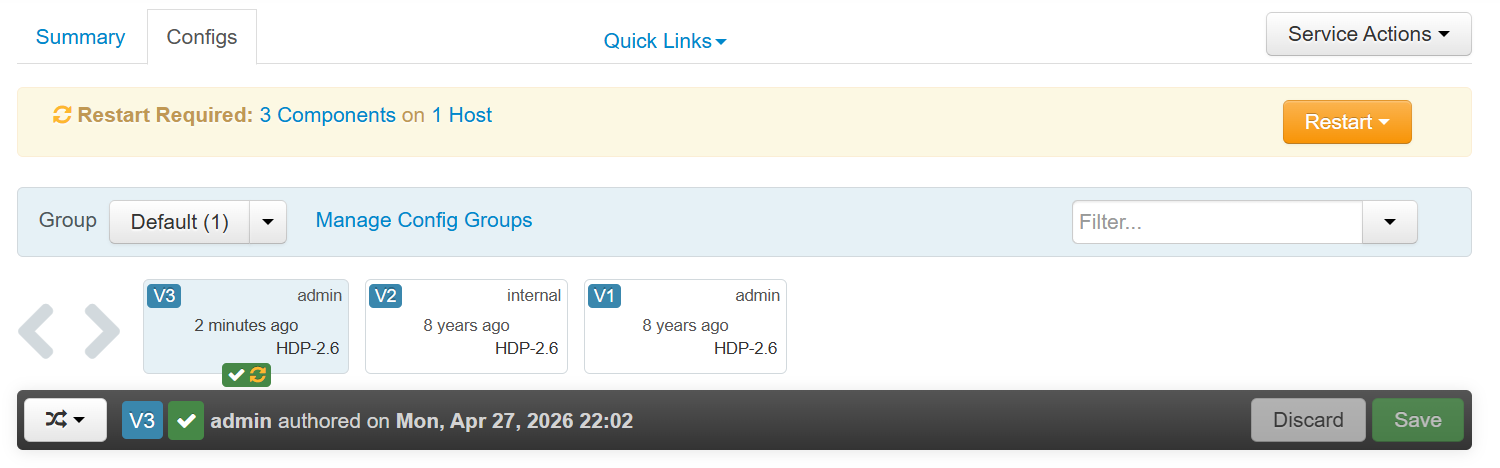 Summary Configs Quick Links Service Actions
Restart Required: 3 Components on 1 Host Restart
Group Default (1) Manage Config Groups Filter...
V3 admin V2 internal V1 admin
2 minutes ago 8 years ago 8 years ago
HDP-2.6 HDP-2.6 HDP-2.6
V3 admin authored on Mon, Apr 27, 2026 22:02 Discard Save